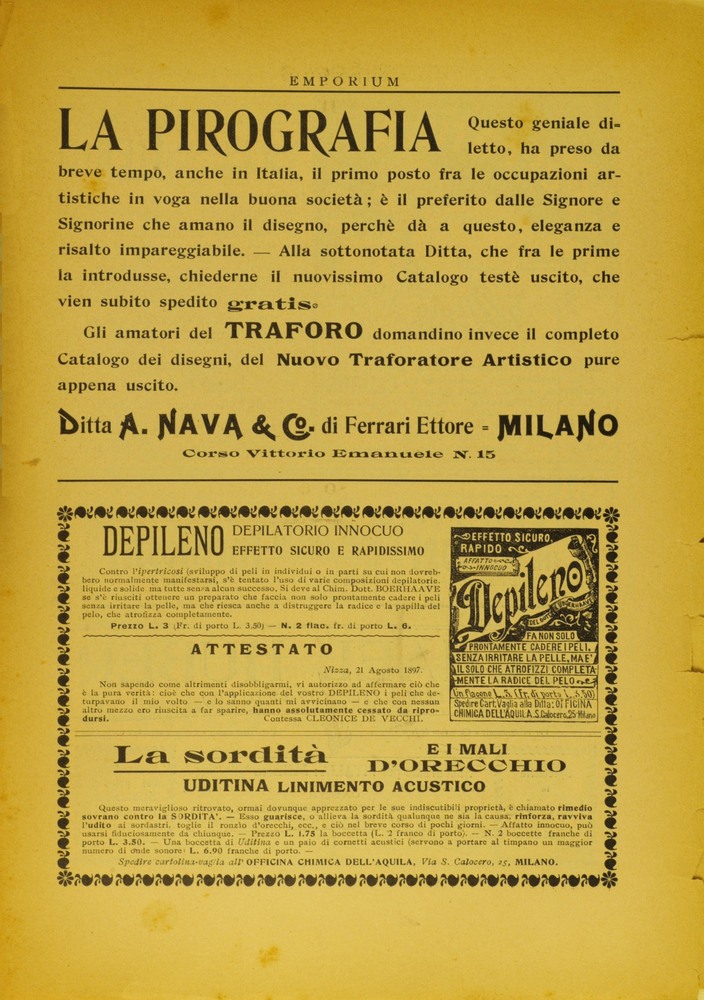 EMPORIUM
LA PIROGRAFIA
Questo geniale di=
letto, ha preso da
breve tempo, anche in Italia, il primo posto fra le occupazioni ar-
tistiche in voga nella buona società; è il preferito dalle Signore e
Signorine che amano il disegno, perchè dà a questo, eleganza e
risalto impareggiabile. — Alla sottonotata Ditta, che fra le prime
la introdusse, chiederne il nuovissimo Catalogo testè uscito, che
vien subito spedito gratis.
Gli amatori del TRAFORO domandino invece il completo
Catalogo dei disegni, del Nuovo Traforatore Artistico pure
appena uscito.
Ditta A. NAVA & Co. di Ferrari Ettore = MILANO
Corso Vittorio Emanuele N. 15
DEPILENO DEPILATORIO INNOCUO
EFFETTO SICURO E RAPIDISSIMO
Contro l'ipertricosi (sviluppo di peli in individui o in parti su cui non dovreb-
bero normalmente manifestarsi, s'è tentato l'uso di varie composizioni depilatorie,
liquide e solide ma tutte senza alcun successo. Si deve al Chim. Dott. BOERHAAVE
se s'è riusciti ottenere un preparato che faccia non solo prontamente cadere i peli
senza irritare la pelle, ma che riesca anche a distruggere la radice e la papilla del
pelo, che atrofizza completamente.
Prezzo L. 3 (Fr. di porto L. 3.50) — N. 2 flac. fr. di porto L. 6.
ATTESTATO
Nizza, 21 Agosto 1897.
Non sapendo come altrimenti disobbligarmi, vi autorizzo ad affermare ciò che
è la pura verità: cioè che con l'applicazione del vostro DEPILENO i peli che de-
turpavano il mio volto — e lo sanno quanti mi avvicinano — e che con nessun
altro mezzo ero riuscita a far sparire, hanno assolutamente cessato da ripro-
dursi. Contessa CLEONICE DE VECCHI.
EFFETTO SICURO,
RAPIDO
AFFATTO
INNOCUO
Depileno
DEL DOTT. BOERHAAVE
FA NON SOLO
PRONTAMENTE CADERE I PELI,
SENZA IRRITARE LA PELLE, MA E'
IL SOLO CHE ATROFIZZI COMPLETA
MENTE LA RADICE DEL PELO
Un flacone L. 3. (Fr. di porto L. 3,50)
Spedire Cart. Vaglia alla Ditta: OFFICINA
CHIMICA DELL'AQUILA. S. Calocero, 25 Milano
La sordità E I MALI
D'ORECCHIO
UDITINA LINIMENTO ACUSTICO
Questo meraviglioso ritrovato, ormai dovunque apprezzato per le sue indiscutibili proprietà, è chiamato rimedio
sovrano contro la SORDITA'. — Esso guarisce, o allieva la sordità qualunque ne sia la causa, rinforza, ravviva
l'udito ai sordastri, toglie il ronzio d'orecchi, ecc., e ciò nel breve corso di pochi giorni. — Affatto innocuo, può
usarsi fiduciosamente da chiunque. — Prezzo L. 1.75 la boccetta (L. 2 franco di porto). — N. 2 boccette franche di
porto L. 3.50. — Una boccetta di Uditina e un paio di cornetti acustici (servono a portare al timpano un maggior
numero di onde sonore) L. 6.90 franche di porto. —
Spedire cartolina-vaglia all'OFFICINA CHIMICA DELL'AQUILA, Via S. Calocero, 25, MILANO.